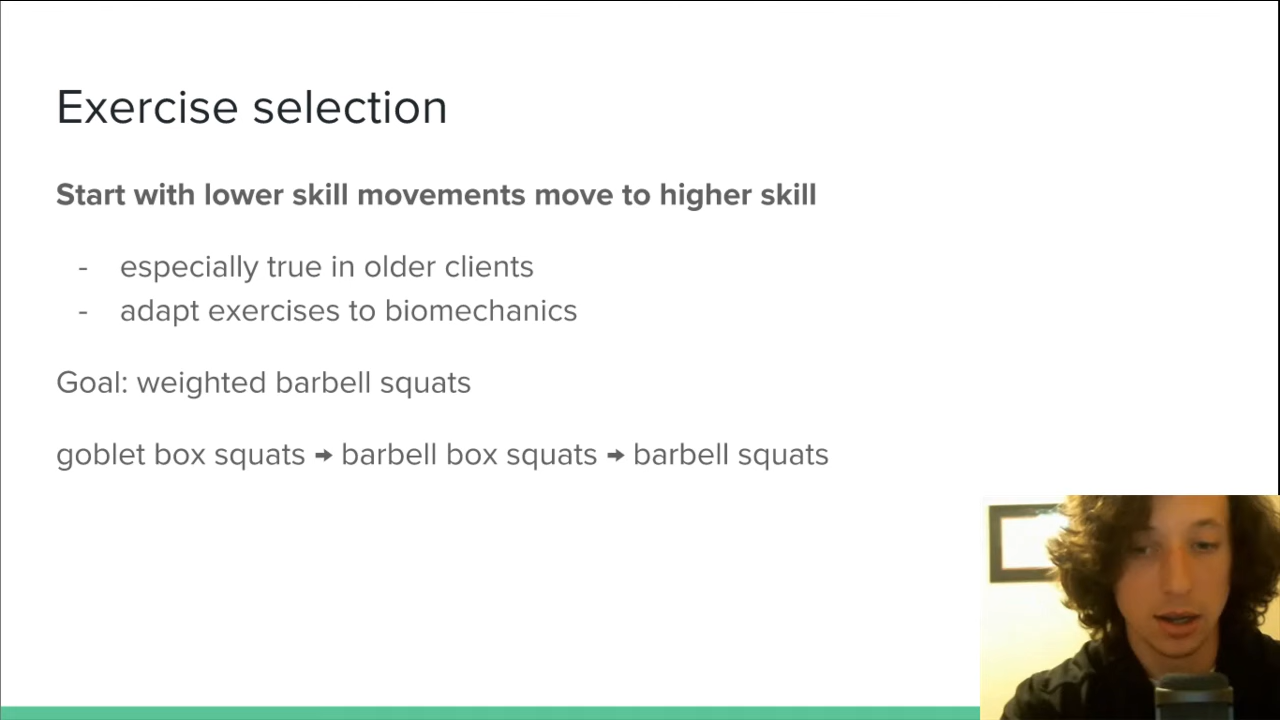 Exercise selection
Start with lower skill movements move to higher skill
- especially true in older clients
- adapt exercises to biomechanics
Goal: weighted barbell squats
goblet box squats → barbell box squats → barbell squats